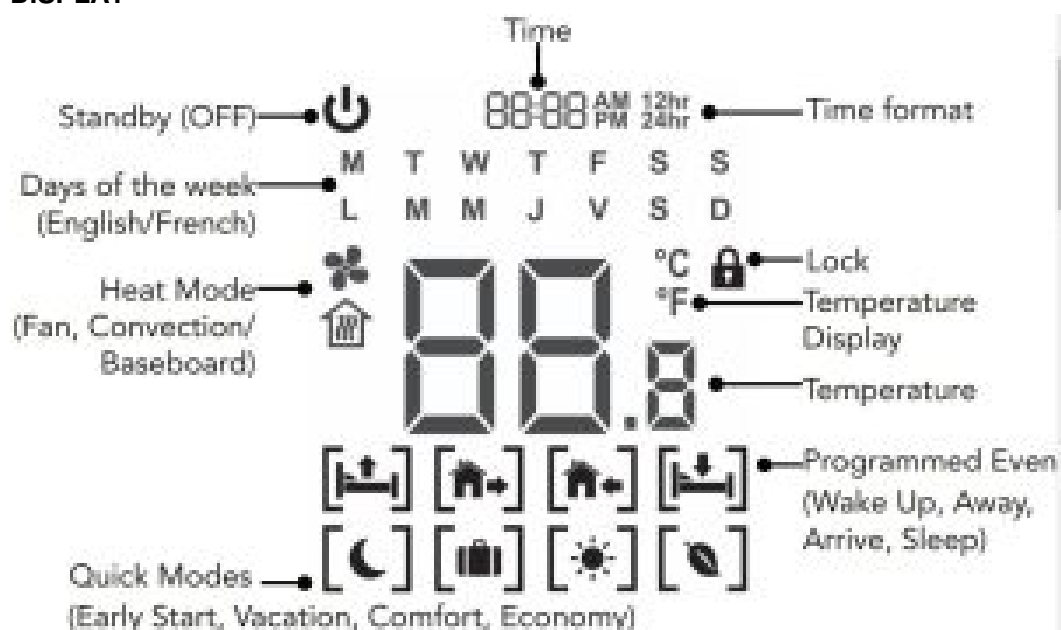 DISPLAY
Time
Standby (OFF)
88:88 AM PM 12hr 24hr
Time format
M T W T F S S
Days of the week
(English/French)
L M M J V S D
°C
Lock
Heat Mode
(Fan, Convection/
Baseboard)
°F
Temperature
Display
88.8
Temperature
Programmed Even
(Wake Up, Away,
Arrive, Sleep)
Quick Modes
(Early Start, Vacation, Comfort, Economy)